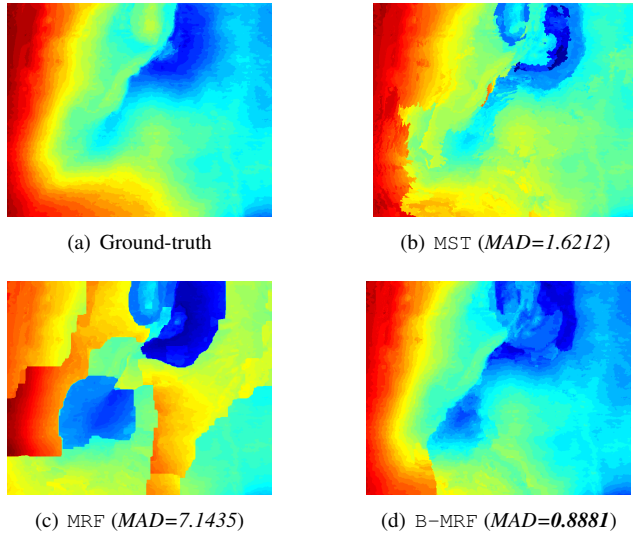 (a) Ground-truth
(b) MST (MAD=1.6212)
(c) MRF (MAD=7.1435)
(d) B-MRF (MAD=0.8881)